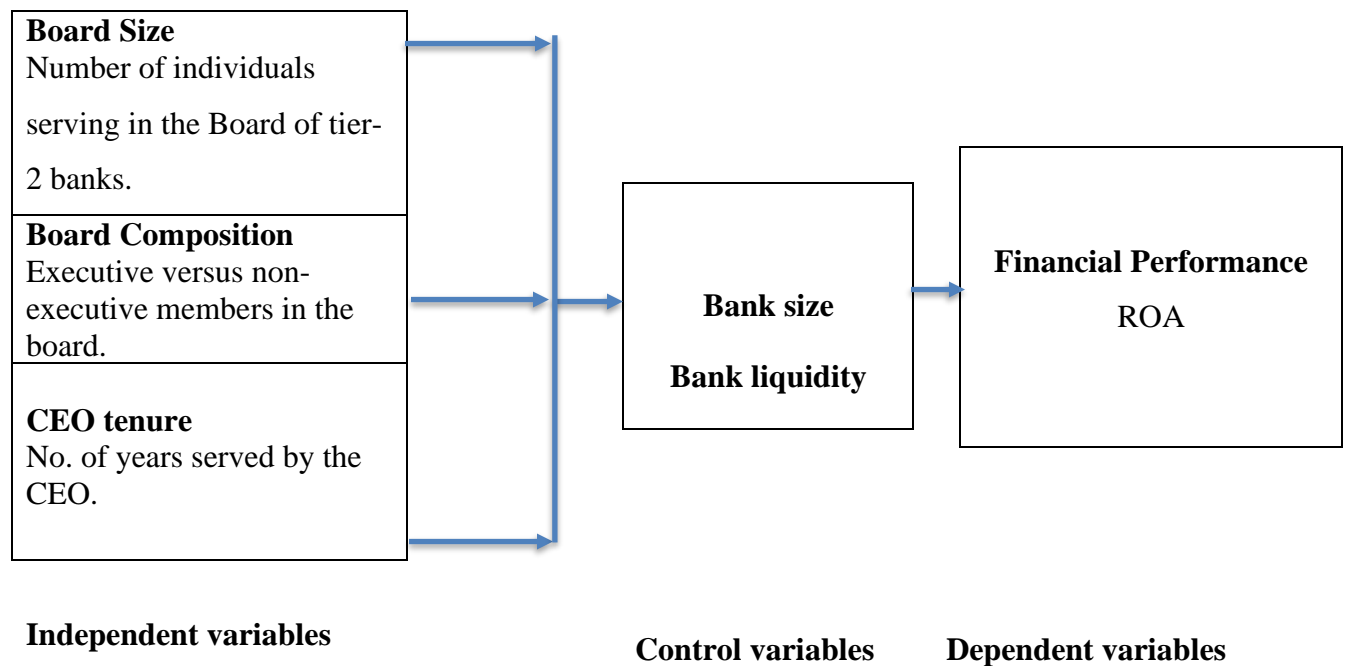 Board Size
Number of individuals
serving in the Board of tier-
2 banks.
Board Composition
Executive versus non-
executive members in the
board.
CEO tenure
No. of years served by the
CEO.
Bank size
Bank liquidity
Financial Performance
ROA
Independent variables
Control variables
Dependent variables